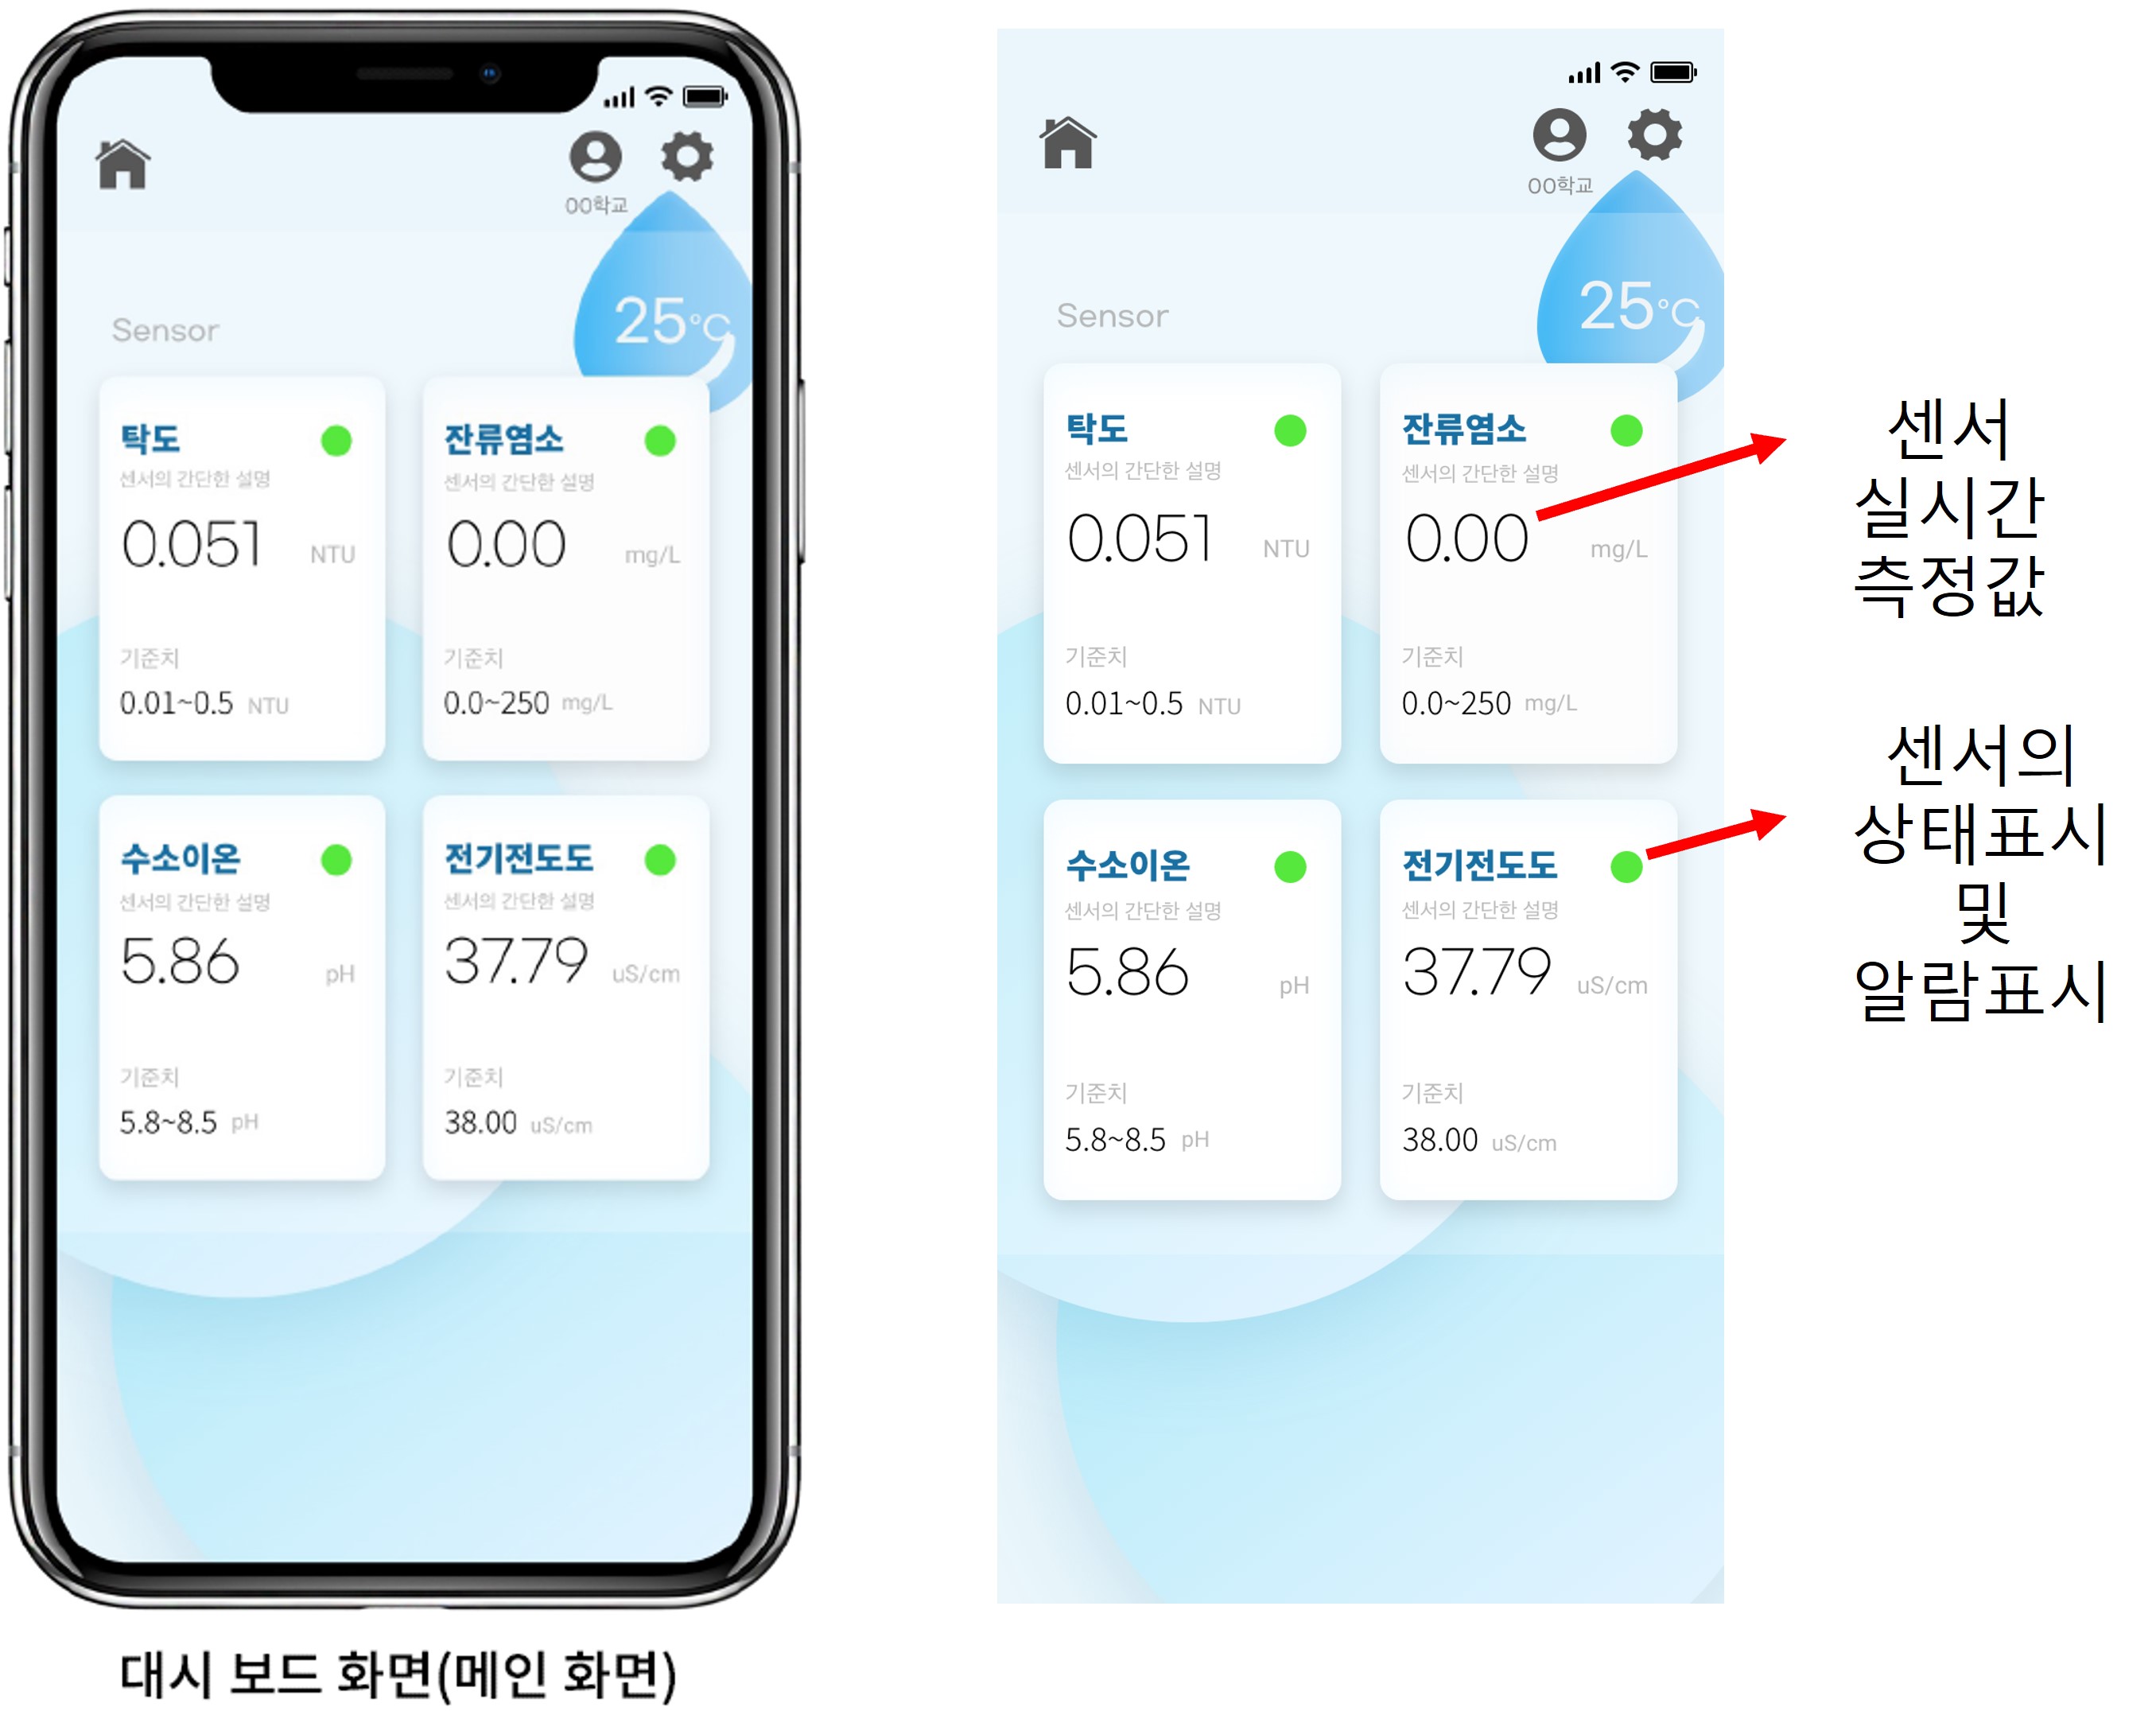 OO학교
25°C
Sensor
탁도
센서의 간단한 설명
0.051 NTU
기준치
0.01~0.5 NTU
잔류염소
센서의 간단한 설명
0.00 mg/L
기준치
0.0~250 mg/L
수소이온
센서의 간단한 설명
5.86 pH
기준치
5.8~8.5 pH
전기전도도
센서의 간단한 설명
37.79 uS/cm
기준치
38.00 uS/cm
대시 보드 화면(메인 화면)
OO학교
25°C
Sensor
탁도
센서의 간단한 설명
0.051 NTU
기준치
0.01~0.5 NTU
잔류염소
센서의 간단한 설명
0.00 mg/L
기준치
0.0~250 mg/L
수소이온
센서의 간단한 설명
5.86 pH
기준치
5.8~8.5 pH
전기전도도
센서의 간단한 설명
37.79 uS/cm
기준치
38.00 uS/cm
센서
실시간
측정값
센서의
상태표시
및
알람표시